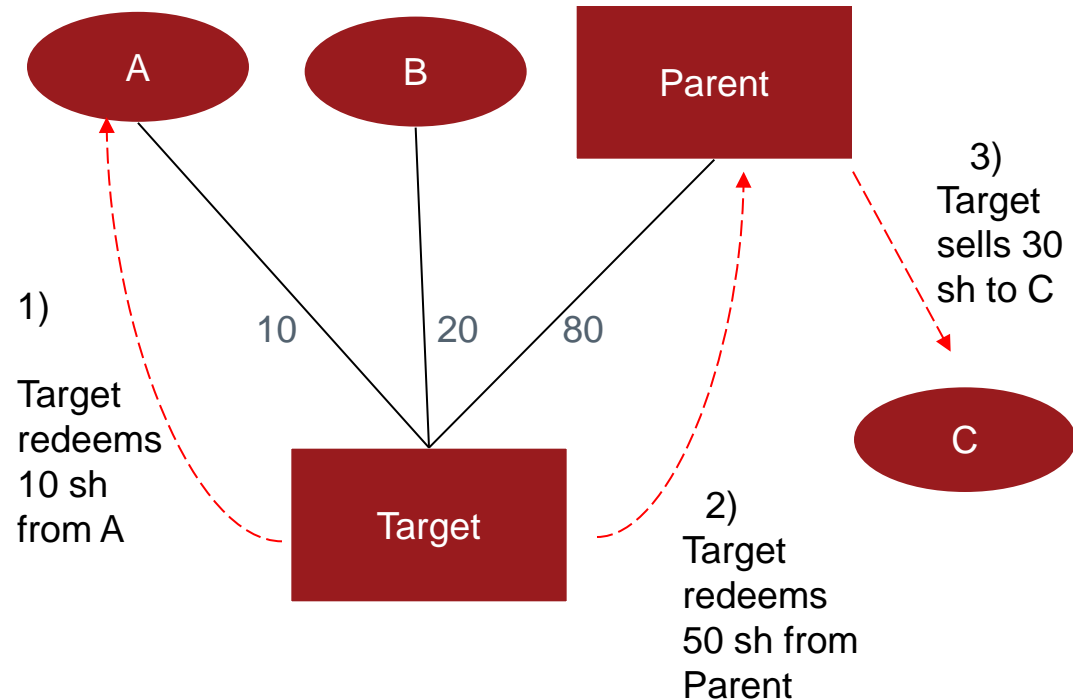 A
B
Parent
3)
Target
sells 30
sh to C
1)
10
20
80
Target
redeems
10 sh
from A
C
Target
2)
Target
redeems
50 sh from
Parent